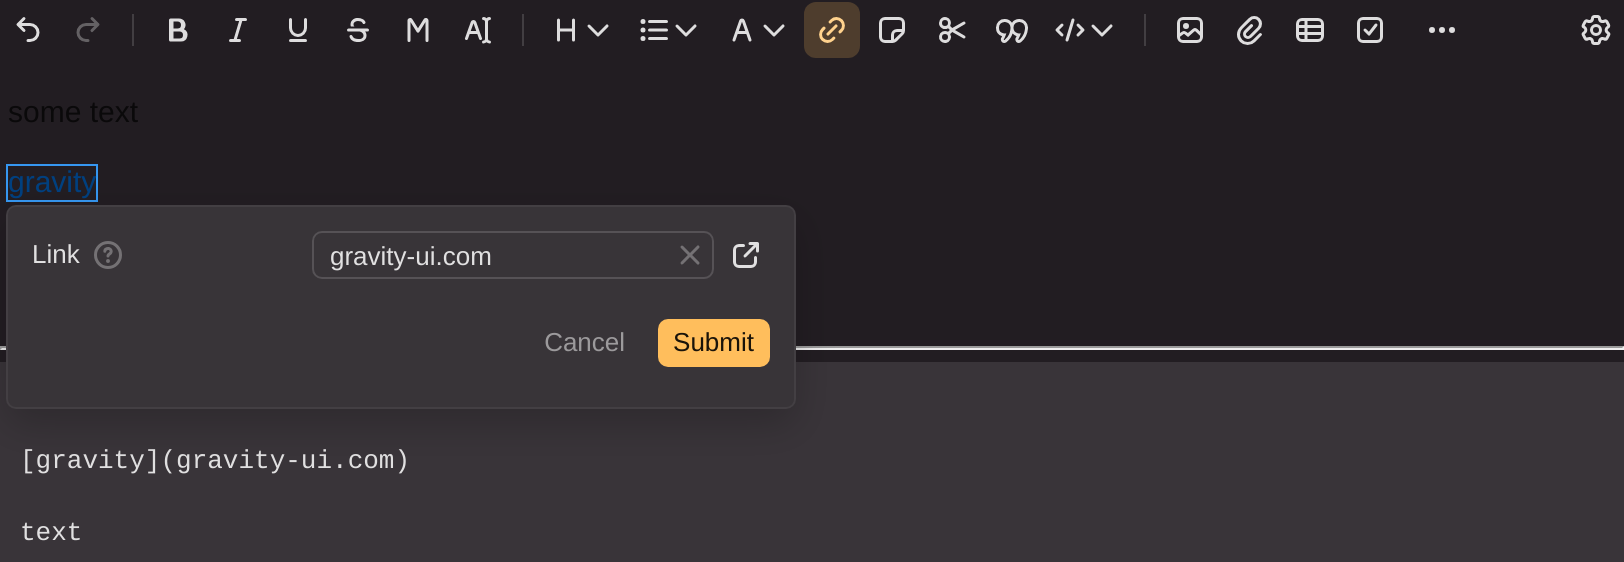 some text
gravity
Link
gravity-ui.com
Cancel Submit
[gravity](gravity-ui.com)
text